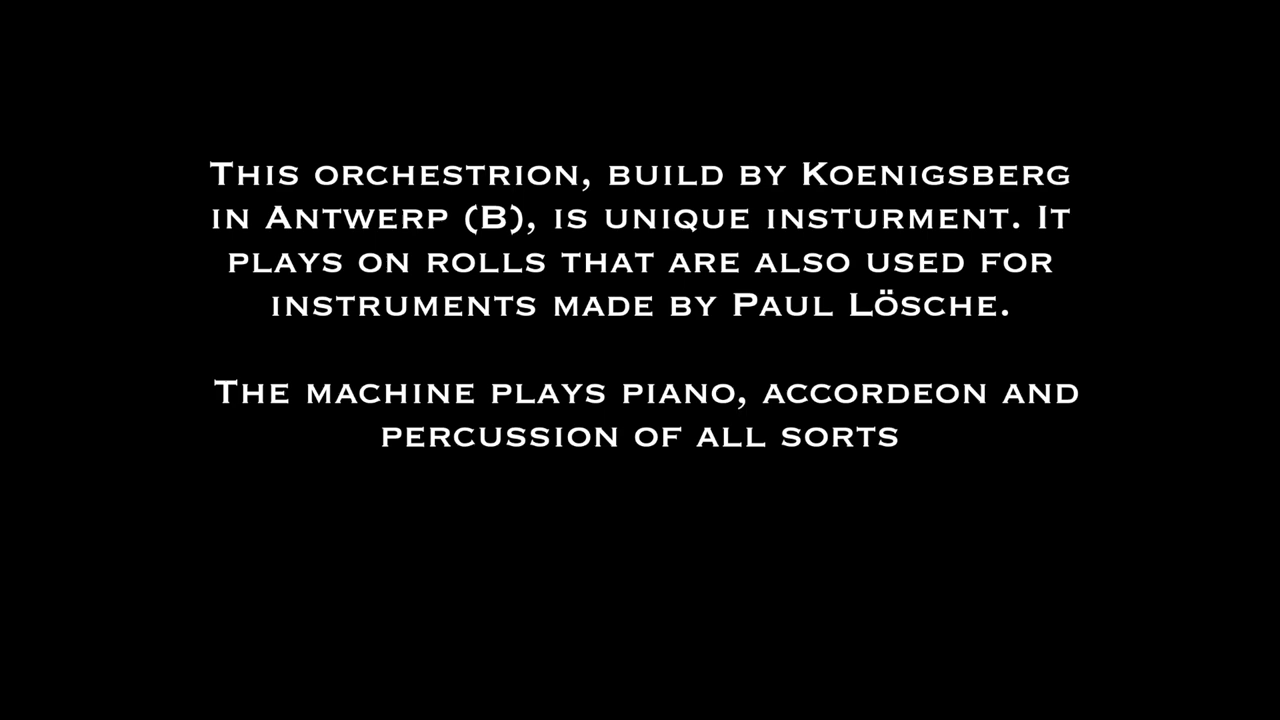 This orchestrion, build by Koenigsberg
in Antwerp (B), is unique insturment. It
plays on rolls that are also used for
instruments made by Paul Lösche.
The machine plays piano, accordeon and
percussion of all sorts